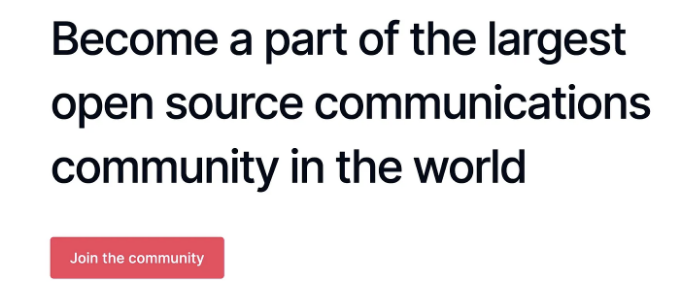 Become a part of the largest
open source communications
community in the world
Join the community